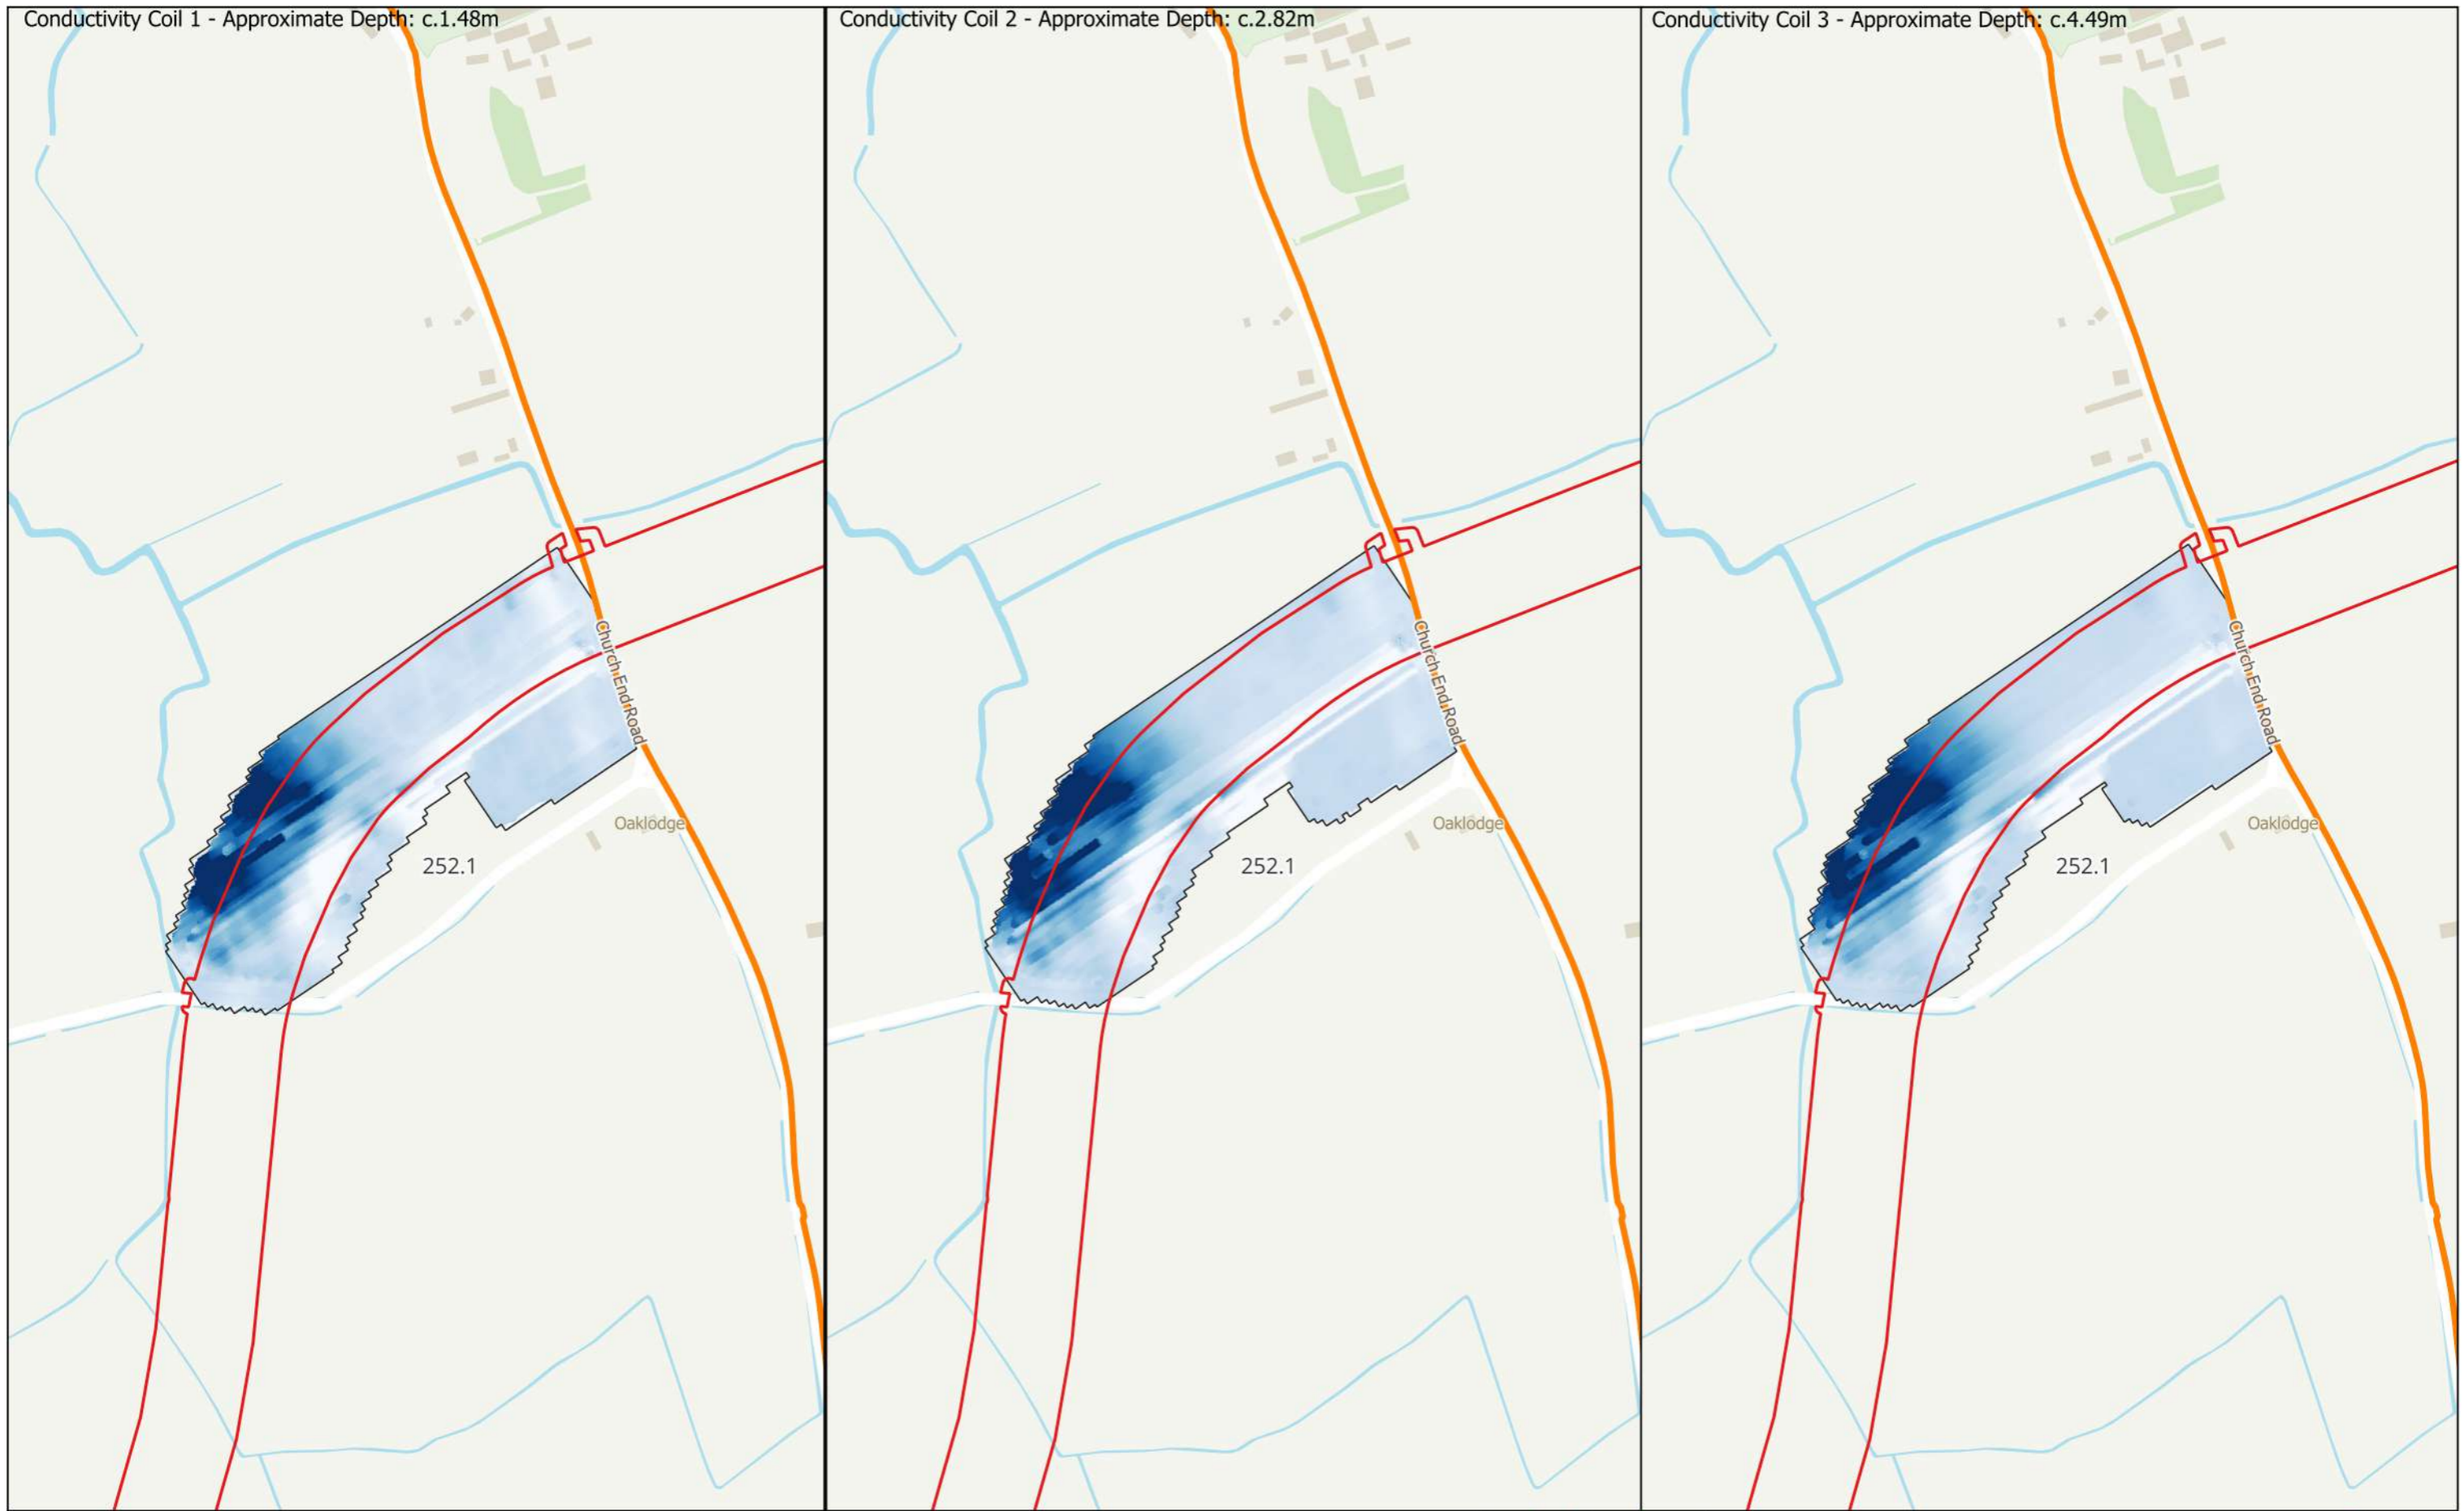 Conductivity Coil 1 - Approximate Depth: c.1.48m
Church End Road
Oaklodge
252.1
Conductivity Coil 2 - Approximate Depth: c.2.82m
Church End Road
Oaklodge
252.1
Conductivity Coil 3 - Approximate Depth: c.4.49m
Church End Road
Oaklodge
252.1